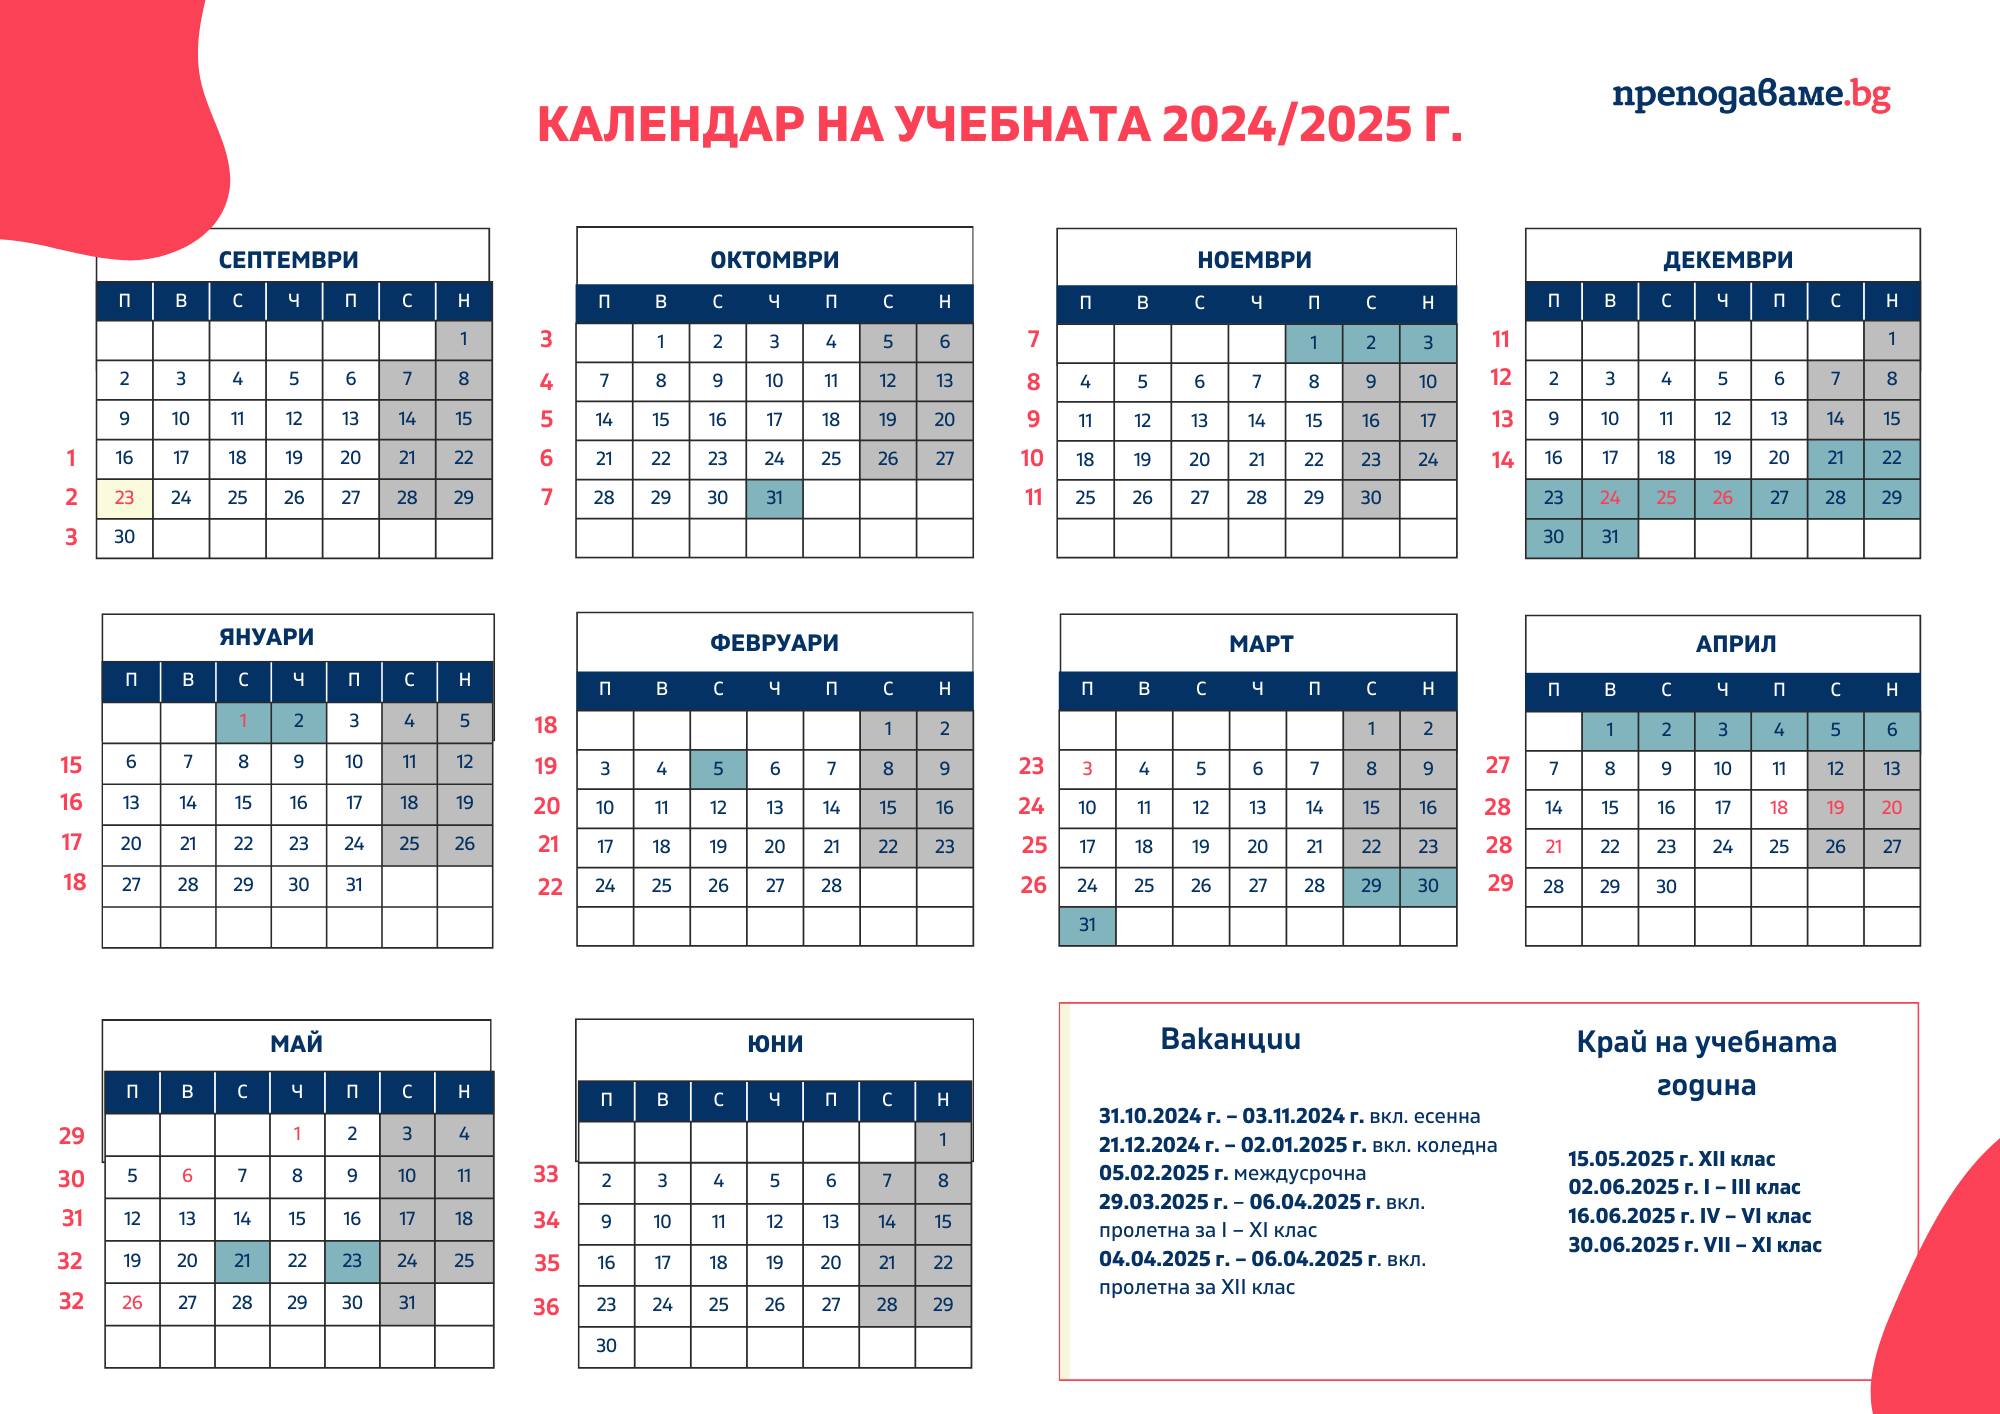 преподаваме.bg
КАЛЕНДАР НА УЧЕБНАТА 2024/2025 Г.
СЕПТЕМВРИ
П В С Ч П С Н
1
2 3 4 5 6 7 8
9 10 11 12 13 14 15
1 16 17 18 19 20 21 22
2 23 24 25 26 27 28 29
3 30
ОКТОМВРИ
П В С Ч П С Н
3 1 2 3 4 5 6
4 7 8 9 10 11 12 13
5 14 15 16 17 18 19 20
6 21 22 23 24 25 26 27
7 28 29 30 31
НОЕМВРИ
П В С Ч П С Н
7 1 2 3
8 4 5 6 7 8 9 10
9 11 12 13 14 15 16 17
10 18 19 20 21 22 23 24
11 25 26 27 28 29 30
ДЕКЕМВРИ
П В С Ч П С Н
11 1
12 2 3 4 5 6 7 8
13 9 10 11 12 13 14 15
14 16 17 18 19 20 21 22
23 24 25 26 27 28 29
30 31
ЯНУАРИ
П В С Ч П С Н
1 2 3 4 5
15 6 7 8 9 10 11 12
16 13 14 15 16 17 18 19
17 20 21 22 23 24 25 26
18 27 28 29 30 31
ФЕВРУАРИ
П В С Ч П С Н
18 1 2
19 3 4 5 6 7 8 9
20 10 11 12 13 14 15 16
21 17 18 19 20 21 22 23
22 24 25 26 27 28
МАРТ
П В С Ч П С Н
1 2
23 3 4 5 6 7 8 9
24 10 11 12 13 14 15 16
25 17 18 19 20 21 22 23
26 24 25 26 27 28 29 30
31
АПРИЛ
П В С Ч П С Н
1 2 3 4 5 6
27 7 8 9 10 11 12 13
28 14 15 16 17 18 19 20
28 21 22 23 24 25 26 27
29 28 29 30
МАЙ
П В С Ч П С Н
29 1 2 3 4
30 5 6 7 8 9 10 11
31 12 13 14 15 16 17 18
32 19 20 21 22 23 24 25
32 26 27 28 29 30 31
ЮНИ
П В С Ч П С Н
1
33 2 3 4 5 6 7 8
34 9 10 11 12 13 14 15
35 16 17 18 19 20 21 22
36 23 24 25 26 27 28 29
30
Ваканции
31.10.2024 г. – 03.11.2024 г. вкл. есенна
21.12.2024 г. – 02.01.2025 г. вкл. коледна
05.02.2025 г. междусрочна
29.03.2025 г. – 06.04.2025 г. вкл.
пролетна за I – XI клас
04.04.2025 г. – 06.04.2025 г. вкл.
пролетна за XII клас
Край на учебната
година
15.05.2025 г. XII клас
02.06.2025 г. I – III клас
16.06.2025 г. IV – VI клас
30.06.2025 г. VII – XI клас